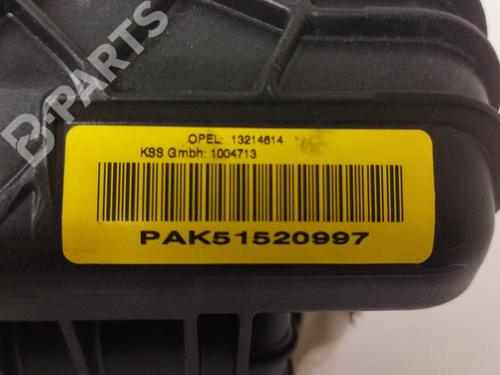 B-PARTS
OPEL: 13214614
KSS Gmbh: 1004713
PAK51520997